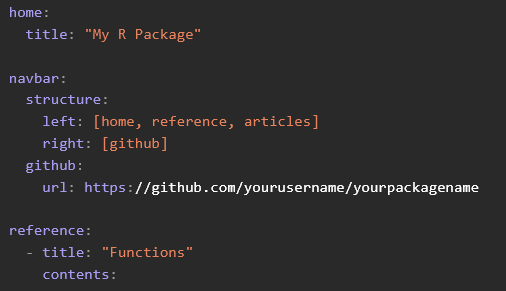 home:
  title: "My R Package"
navbar:
  structure:
    left: [home, reference, articles]
    right: [github]
  github:
    url: https://github.com/yourusername/yourpackagename
reference:
  - title: "Functions"
    contents: